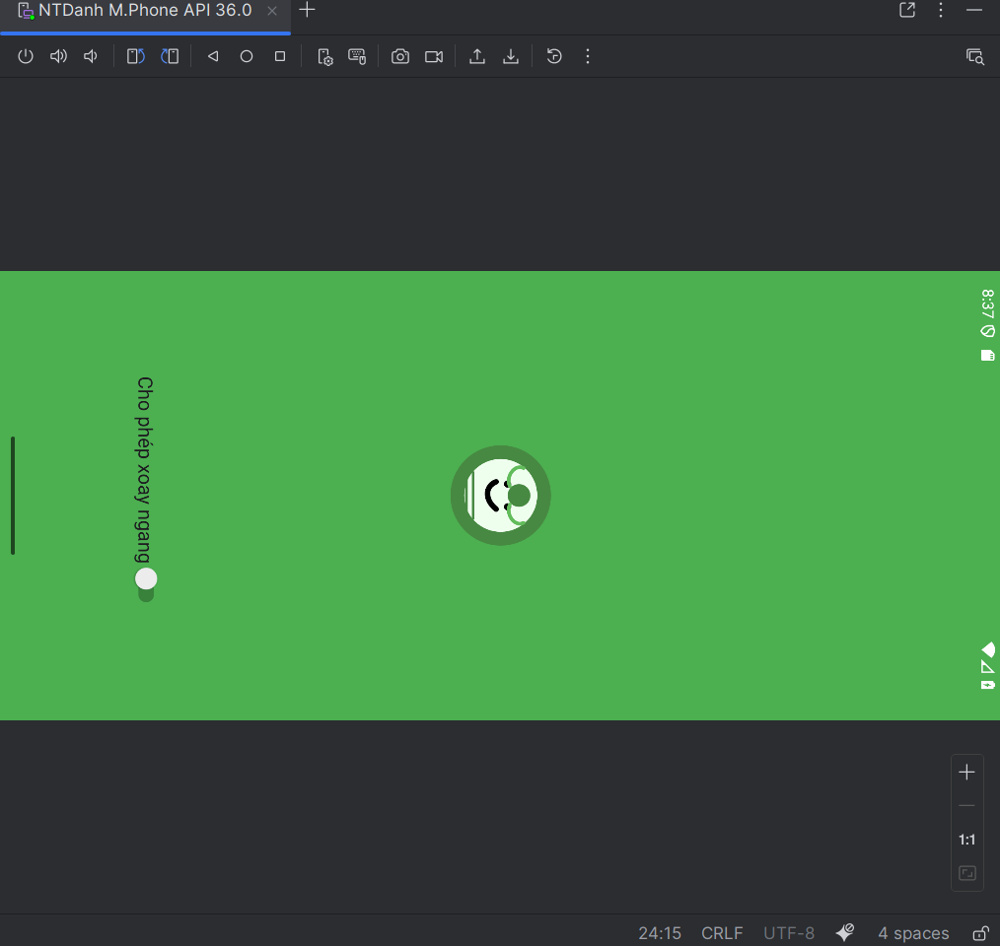 NTDanh M.Phone API 36.0
8:37
Cho phép xoay ngang
1:1
24:15 CRLF UTF-8 4 spaces